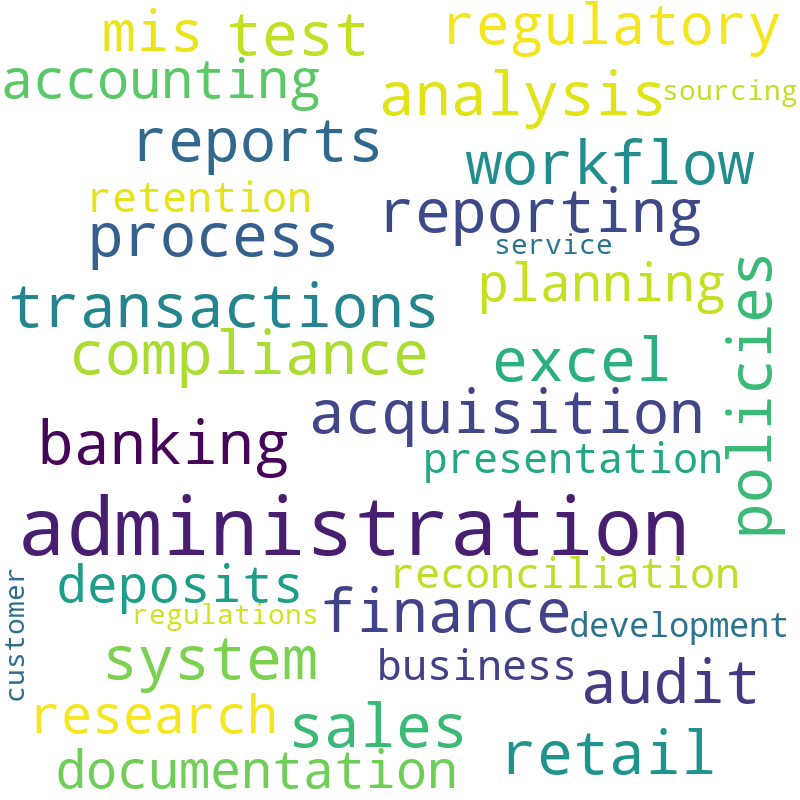 mis test regulatory
accounting analysis sourcing
reports workflow
retention reporting
process service
planning
transactions policies
compliance excel
acquisition
banking presentation
administration
deposits reconciliation
customer regulations finance development
system business audit
research sales
documentation retail